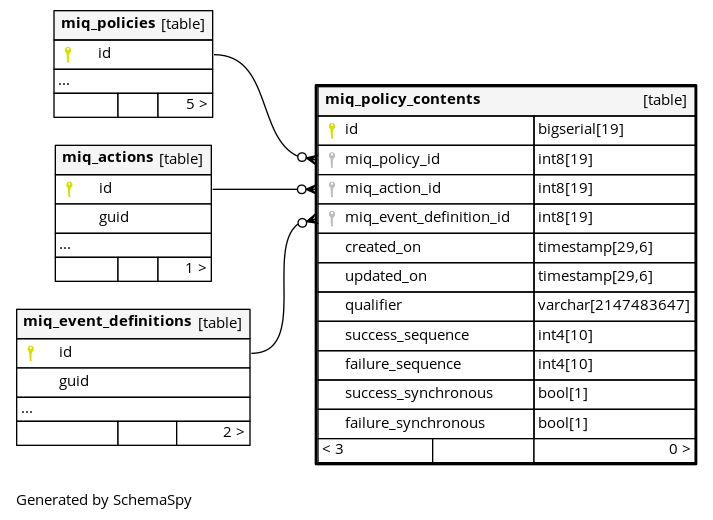 miq_policies [table]
id
...
5 >
miq_actions [table]
id
guid
...
1 >
miq_event_definitions [table]
id
guid
...
2 >
miq_policy_contents [table]
id bigserial[19]
miq_policy_id int8[19]
miq_action_id int8[19]
miq_event_definition_id int8[19]
created_on timestamp[29,6]
updated_on timestamp[29,6]
qualifier varchar[2147483647]
success_sequence int4[10]
failure_sequence int4[10]
success_synchronous bool[1]
failure_synchronous bool[1]
< 3 0 >
Generated by SchemaSpy